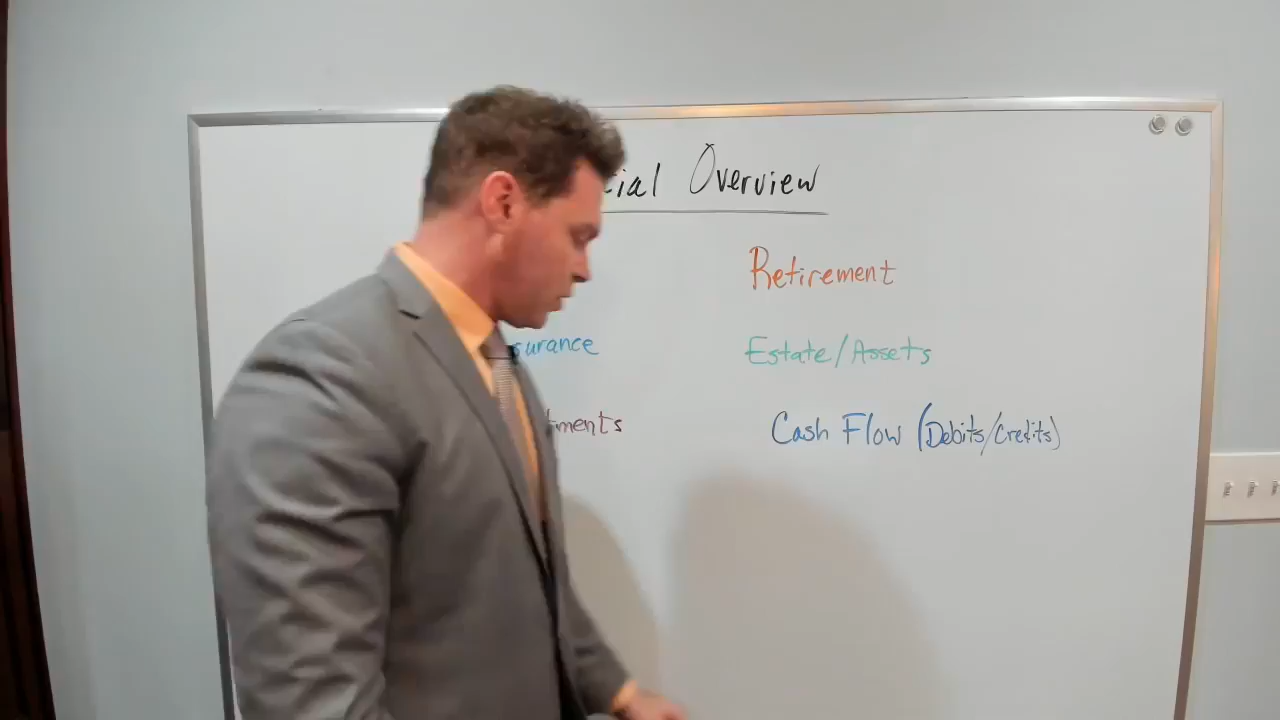 cial Overview
Retirement
surance
Estate/Assets
tments
Cash Flow (Debits/Credits)